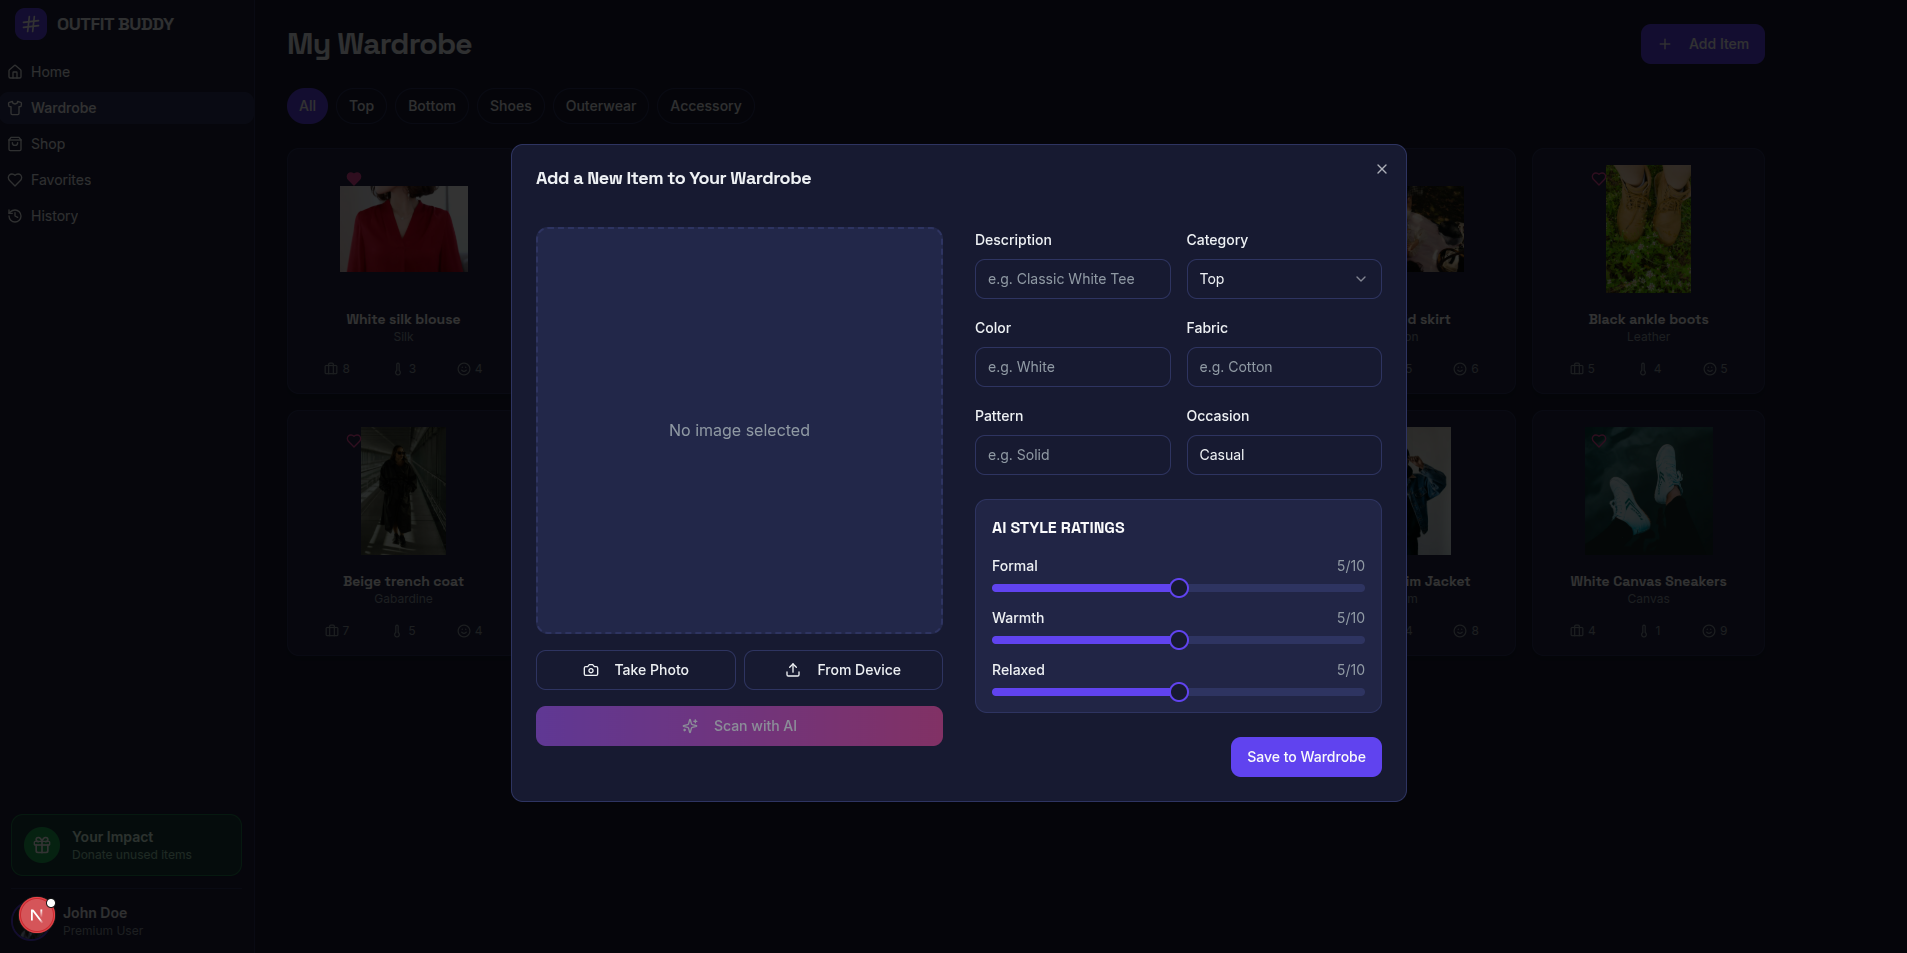 OUTFIT BUDDY
Home
Wardrobe
Shop
Favorites
History
My Wardrobe
Add Item
All
Top
Bottom
Shoes
Outerwear
Accessory
White silk blouse
Silk
8
3
4
d skirt
on
5
6
Black ankle boots
Leather
5
4
5
Beige trench coat
Gabardine
7
5
4
im Jacket
m
4
8
White Canvas Sneakers
Canvas
4
1
9
Add a New Item to Your Wardrobe
No image selected
Take Photo
From Device
Scan with AI
Description
Category
e.g. Classic White Tee
Top
Color
Fabric
e.g. White
e.g. Cotton
Pattern
Occasion
e.g. Solid
Casual
AI STYLE RATINGS
Formal
5/10
Warmth
5/10
Relaxed
5/10
Save to Wardrobe
Your Impact
Donate unused items
N
John Doe
Premium User